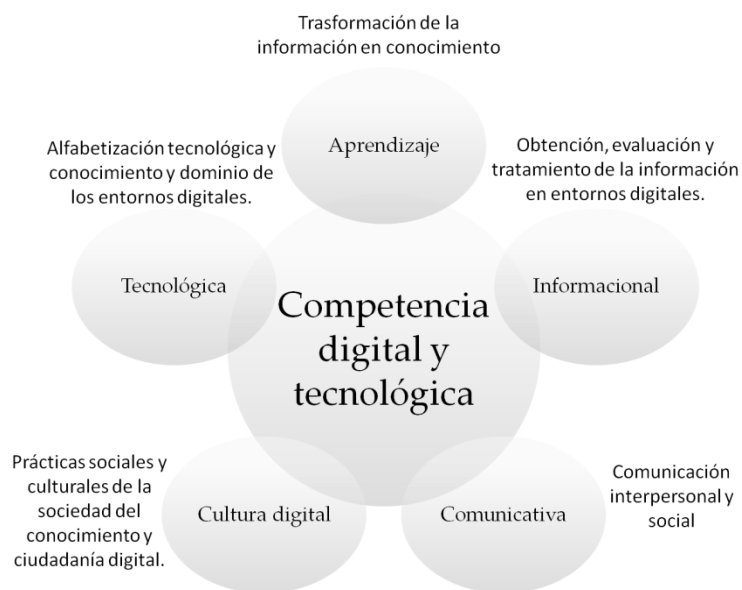 Trasformación de la
información en conocimiento
Aprendizaje
Alfabetización tecnológica y
conocimiento y dominio de
los entornos digitales.
Obtención, evaluación y
tratamiento de la información
en entornos digitales.
Tecnológica
Informacional
Competencia
digital y
tecnológica
Prácticas sociales y
culturales de la
sociedad del
conocimiento y
ciudadanía digital.
Cultura digital
Comunicativa
Comunicación
interpersonal y
social